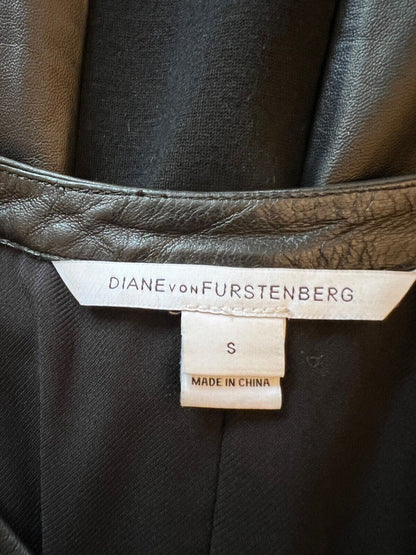 DIANE VON FURSTENBERG
S
MADE IN CHINA